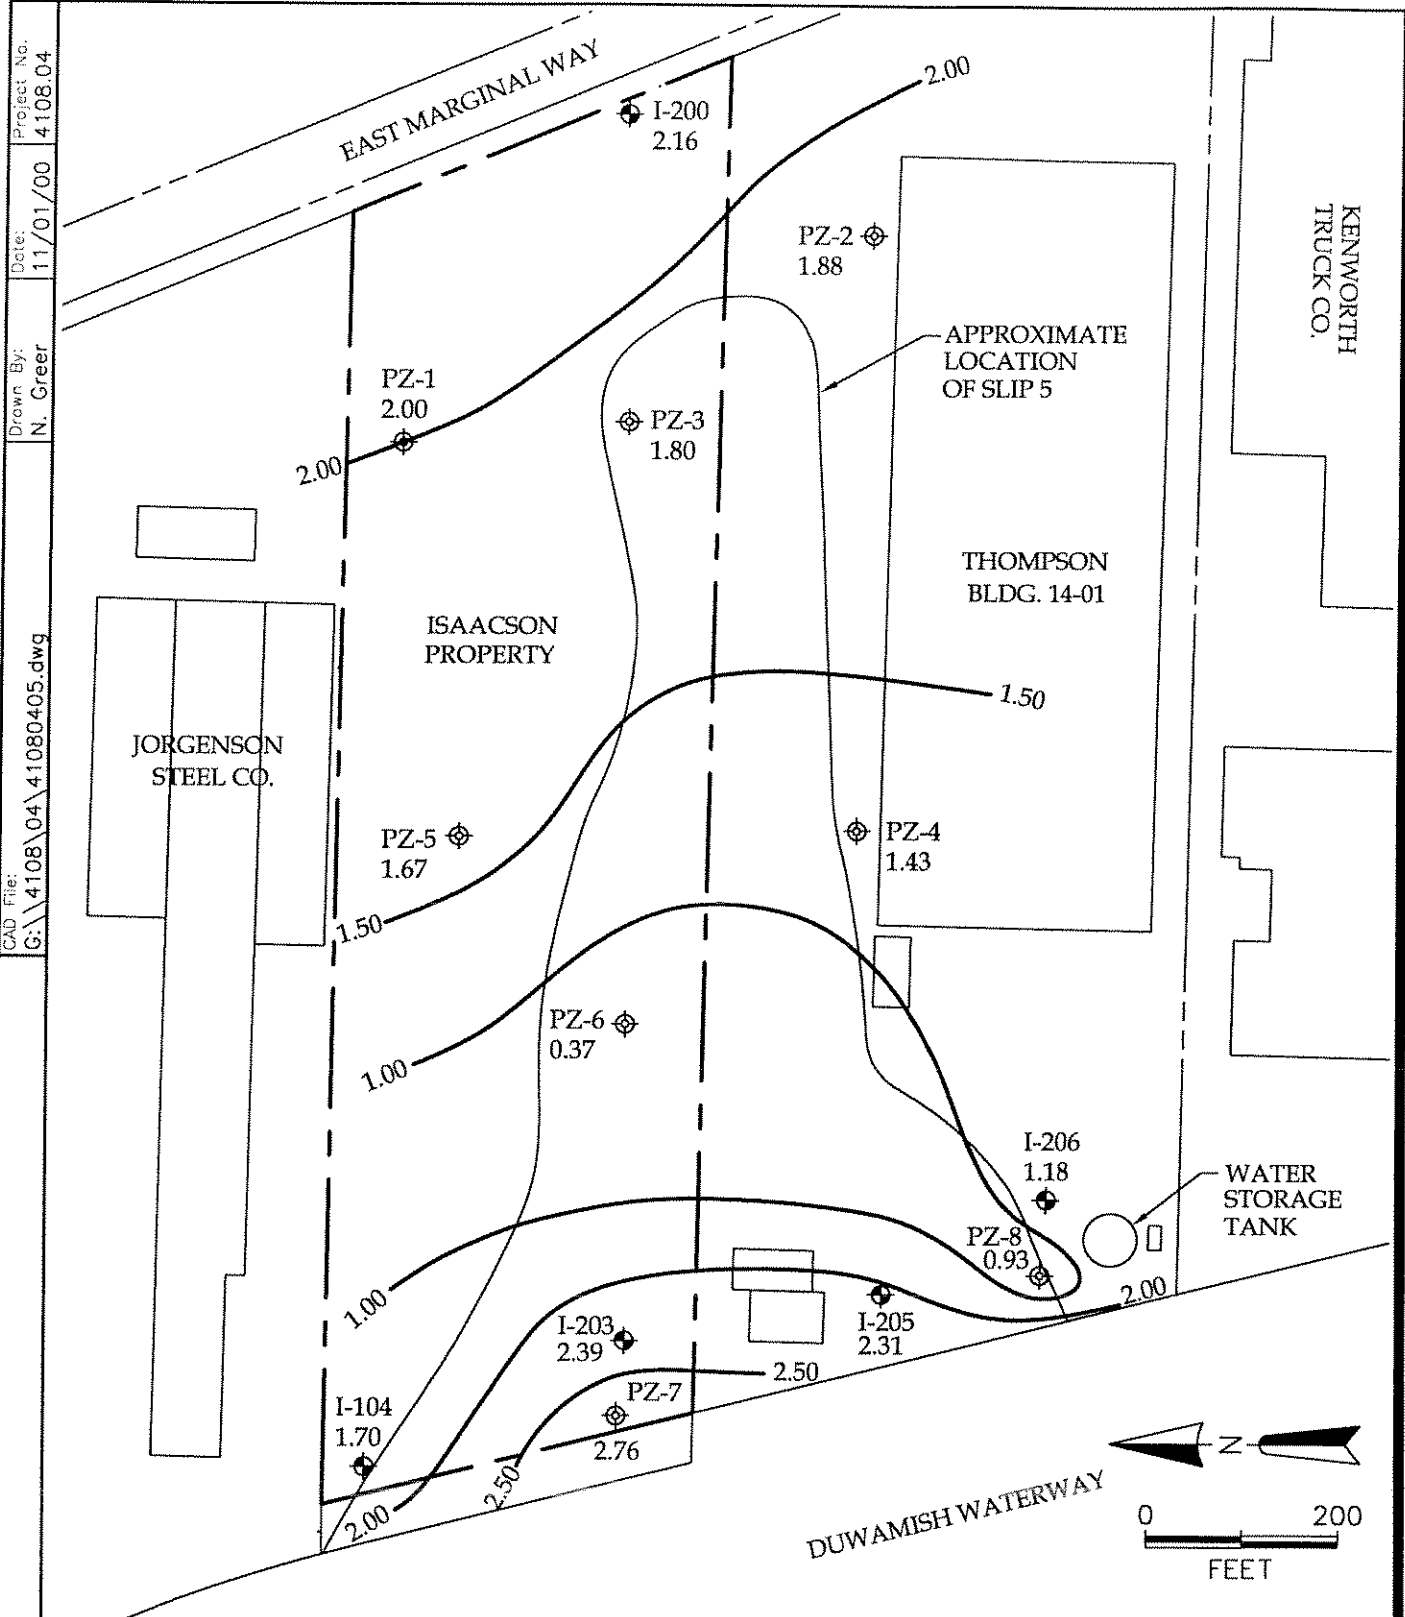 Project No.
4108.04
Date:
11/01/00
Drawn By:
N. Greer
CAD File:
G:\4108\04\41080405.dwg
EAST MARGINAL WAY
I-200
2.16
2.00
PZ-2
1.88
KENWORTH
TRUCK CO.
APPROXIMATE
LOCATION
OF SLIP 5
PZ-1
2.00
PZ-3
1.80
2.00
THOMPSON
BLDG. 14-01
ISAACSON
PROPERTY
1.50
JORGENSON
STEEL CO.
PZ-5
1.67
PZ-4
1.43
1.50
PZ-6
0.37
1.00
I-206
1.18
WATER
STORAGE
TANK
PZ-8
0.93
1.00
2.00
I-203
2.39
I-205
2.31
2.50
PZ-7
2.76
I-104
1.70
2.50
2.00
N
DUWAMISH WATERWAY
0 200
FEET